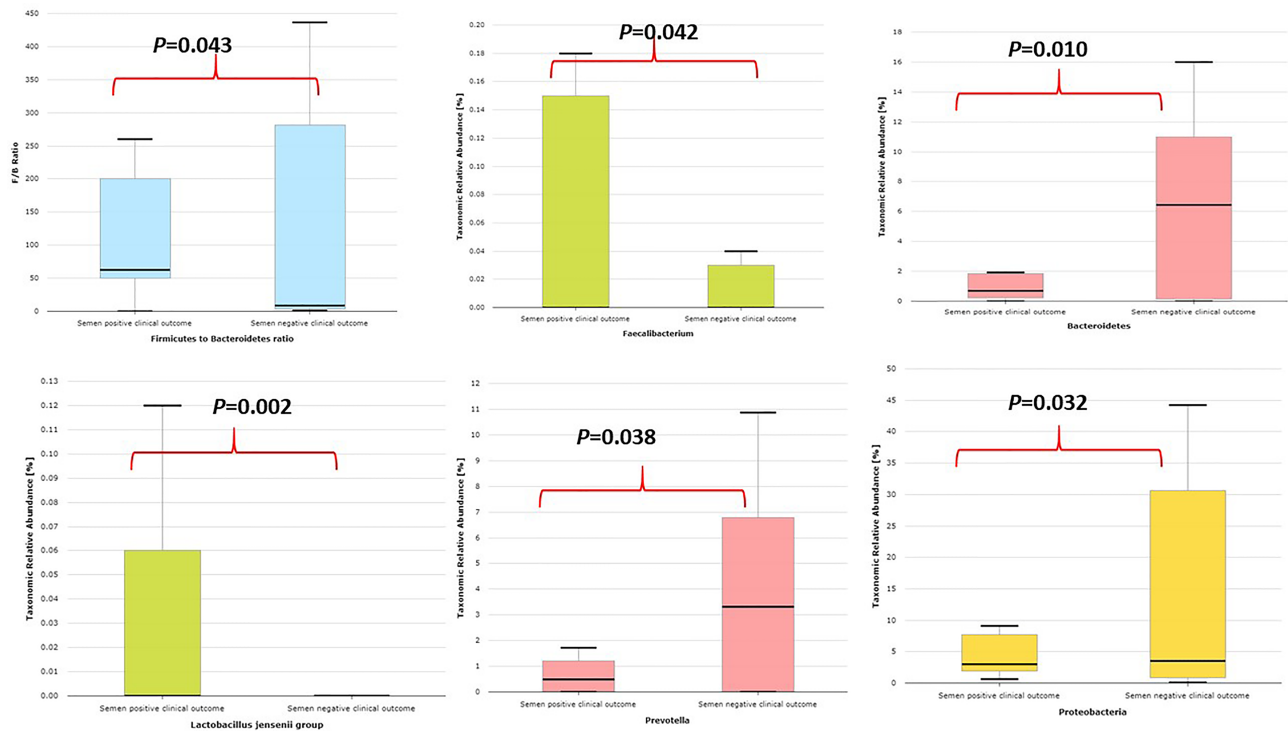 450
400
350
300
250
200
150
100
50
0
F/B Ratio
P=0.043
Semen positive clinical outcome
Semen negative clinical outcome
Firmicutes to Bacteroidetes ratio
0.20
0.18
0.16
0.14
0.12
0.10
0.08
0.06
0.04
0.02
0.00
Taxonomic Relative Abundance [%]
P=0.042
Semen positive clinical outcome
Semen negative clinical outcome
Faecalibacterium
18
16
14
12
10
8
6
4
2
0
Taxonomic Relative Abundance [%]
P=0.010
Semen positive clinical outcome
Semen negative clinical outcome
Bacteroidetes
0.13
0.12
0.11
0.10
0.09
0.08
0.07
0.06
0.05
0.04
0.03
0.02
0.01
0.00
Taxonomic Relative Abundance [%]
P=0.002
Semen positive clinical outcome
Semen negative clinical outcome
Lactobacillus jensenii group
12
11
10
9
8
7
6
5
4
3
2
1
0
Taxonomic Relative Abundance [%]
P=0.038
Semen positive clinical outcome
Semen negative clinical outcome
Prevotella
50
45
40
35
30
25
20
15
10
5
0
Taxonomic Relative Abundance [%]
P=0.032
Semen positive clinical outcome
Semen negative clinical outcome
Proteobacteria